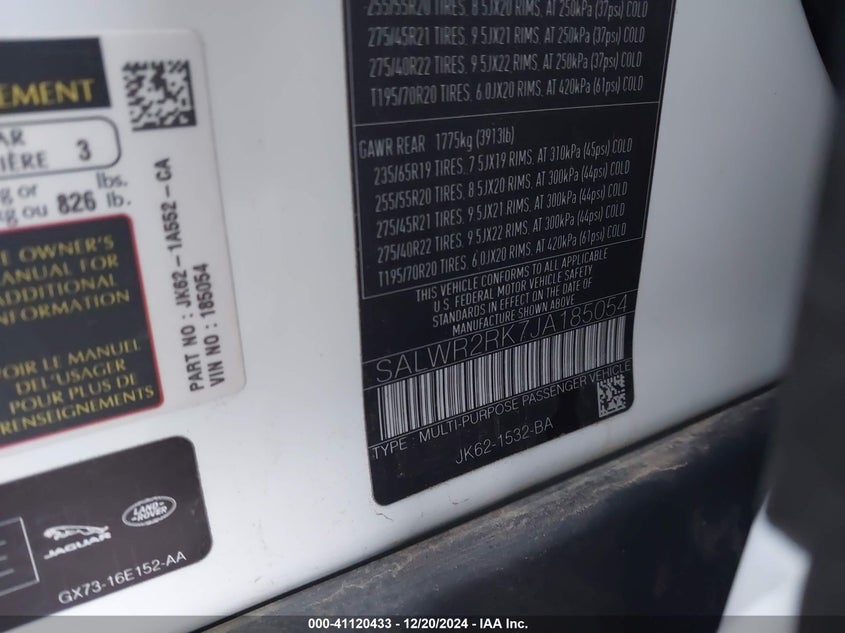 EMENT
AR
IÈRE 3
g or lbs.
kg ou 826 lb.
E OWNER'S
MANUAL FOR
ADDITIONAL
INFORMATION
VOIR LE MANUEL
DEL'USAGER
POUR PLUS DE
RENSEIGNEMENTS
PART NO : JK62-1A552-CA
VIN NO : 185054
JAGUAR
LAND-ROVER
GX73-16E152-AA
255/55R20 TIRES, 8 5JX20 RIMS, AT 250kPa (37psi) COLD
275/45R21 TIRES, 9 5JX21 RIMS, AT 250kPa (37psi) COLD
275/40R22 TIRES, 9 5JX22 RIMS, AT 250kPa (37psi) COLD
T195/70R20 TIRES, 6.0JX20 RIMS, AT 420kPa (61psi) COLD
GAWR REAR 1775kg (3913lb)
235/65R19 TIRES, 7 5JX19 RIMS, AT 310kPa (45psi) COLD
255/55R20 TIRES, 8 5JX20 RIMS, AT 300kPa (44psi) COLD
275/45R21 TIRES, 9 5JX21 RIMS, AT 300kPa (44psi) COLD
275/40R22 TIRES, 9 5JX22 RIMS, AT 300kPa (44psi) COLD
T195/70R20 TIRES, 6 0JX20 RIMS, AT 420kPa (61psi) COLD
THIS VEHICLE CONFORMS TO ALL APPLICABLE
U.S. FEDERAL MOTOR VEHICLE SAFETY
STANDARDS IN EFFECT ON THE DATE OF
MANUFACTURE SHOWN ABOVE
SALWR2RK7JA185054
TYPE : MULTI-PURPOSE PASSENGER VEHICLE
JK62-1532-BA
000-41120433 - 12/20/2024 - IAA Inc.